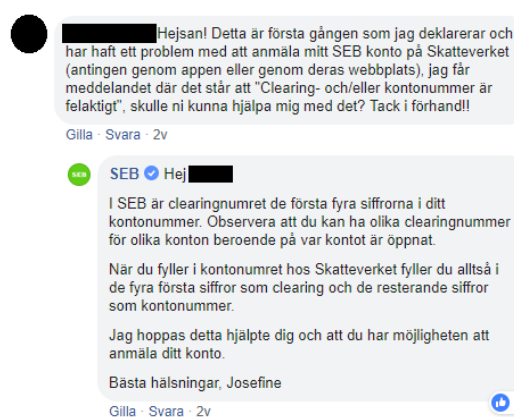 Hejsan! Detta är första gången som jag deklarerar och
har haft ett problem med att anmäla mitt SEB konto på Skatteverket
(antingen genom appen eller genom deras webbplats), jag får
meddelandet där det står att "Clearing- och/eller kontonummer är
felaktigt", skulle ni kunna hjälpa mig med det? Tack i förhand!!
Gilla · Svara · 2v
SEB
SEB Hej
I SEB är clearingnumret de första fyra siffrorna i ditt
kontonummer. Observera att du kan ha olika clearingnummer
för olika konton beroende på var kontot är öppnat.
När du fyller i kontonumret hos Skatteverket fyller du alltså i
de fyra första siffror som clearing och de resterande siffror
som kontonummer.
Jag hoppas detta hjälpte dig och att du har möjligheten att
anmäla ditt konto.
Bästa hälsningar, Josefine
Gilla · Svara · 2v